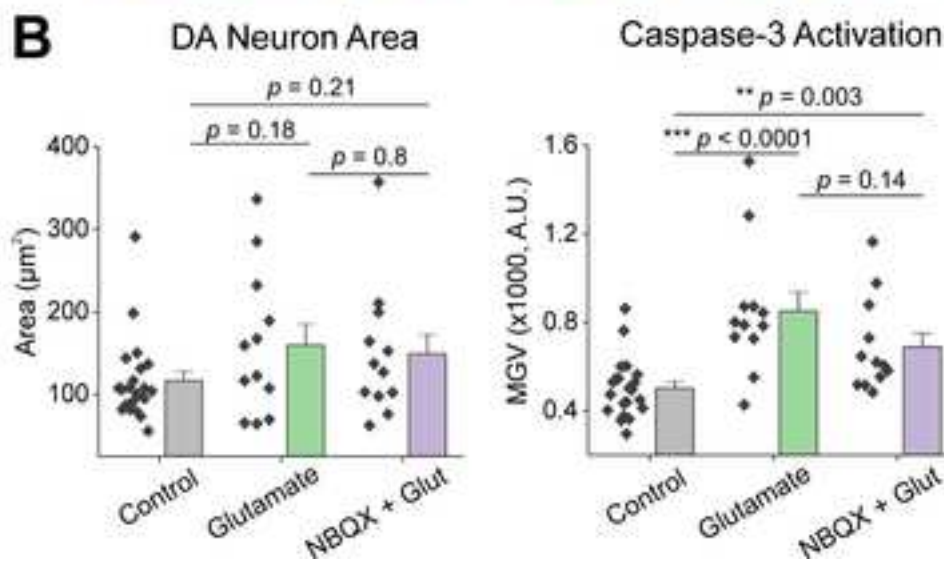 B
DA Neuron Area
p = 0.21
p = 0.18
p = 0.8
400
300
200
100
Area (µm²)
Control
Glutamate
NBQX + Glut
Caspase-3 Activation
** p = 0.003
*** p < 0.0001
p = 0.14
1.6
1.2
0.8
0.4
MGV (x1000, A.U.)
Control
Glutamate
NBQX + Glut